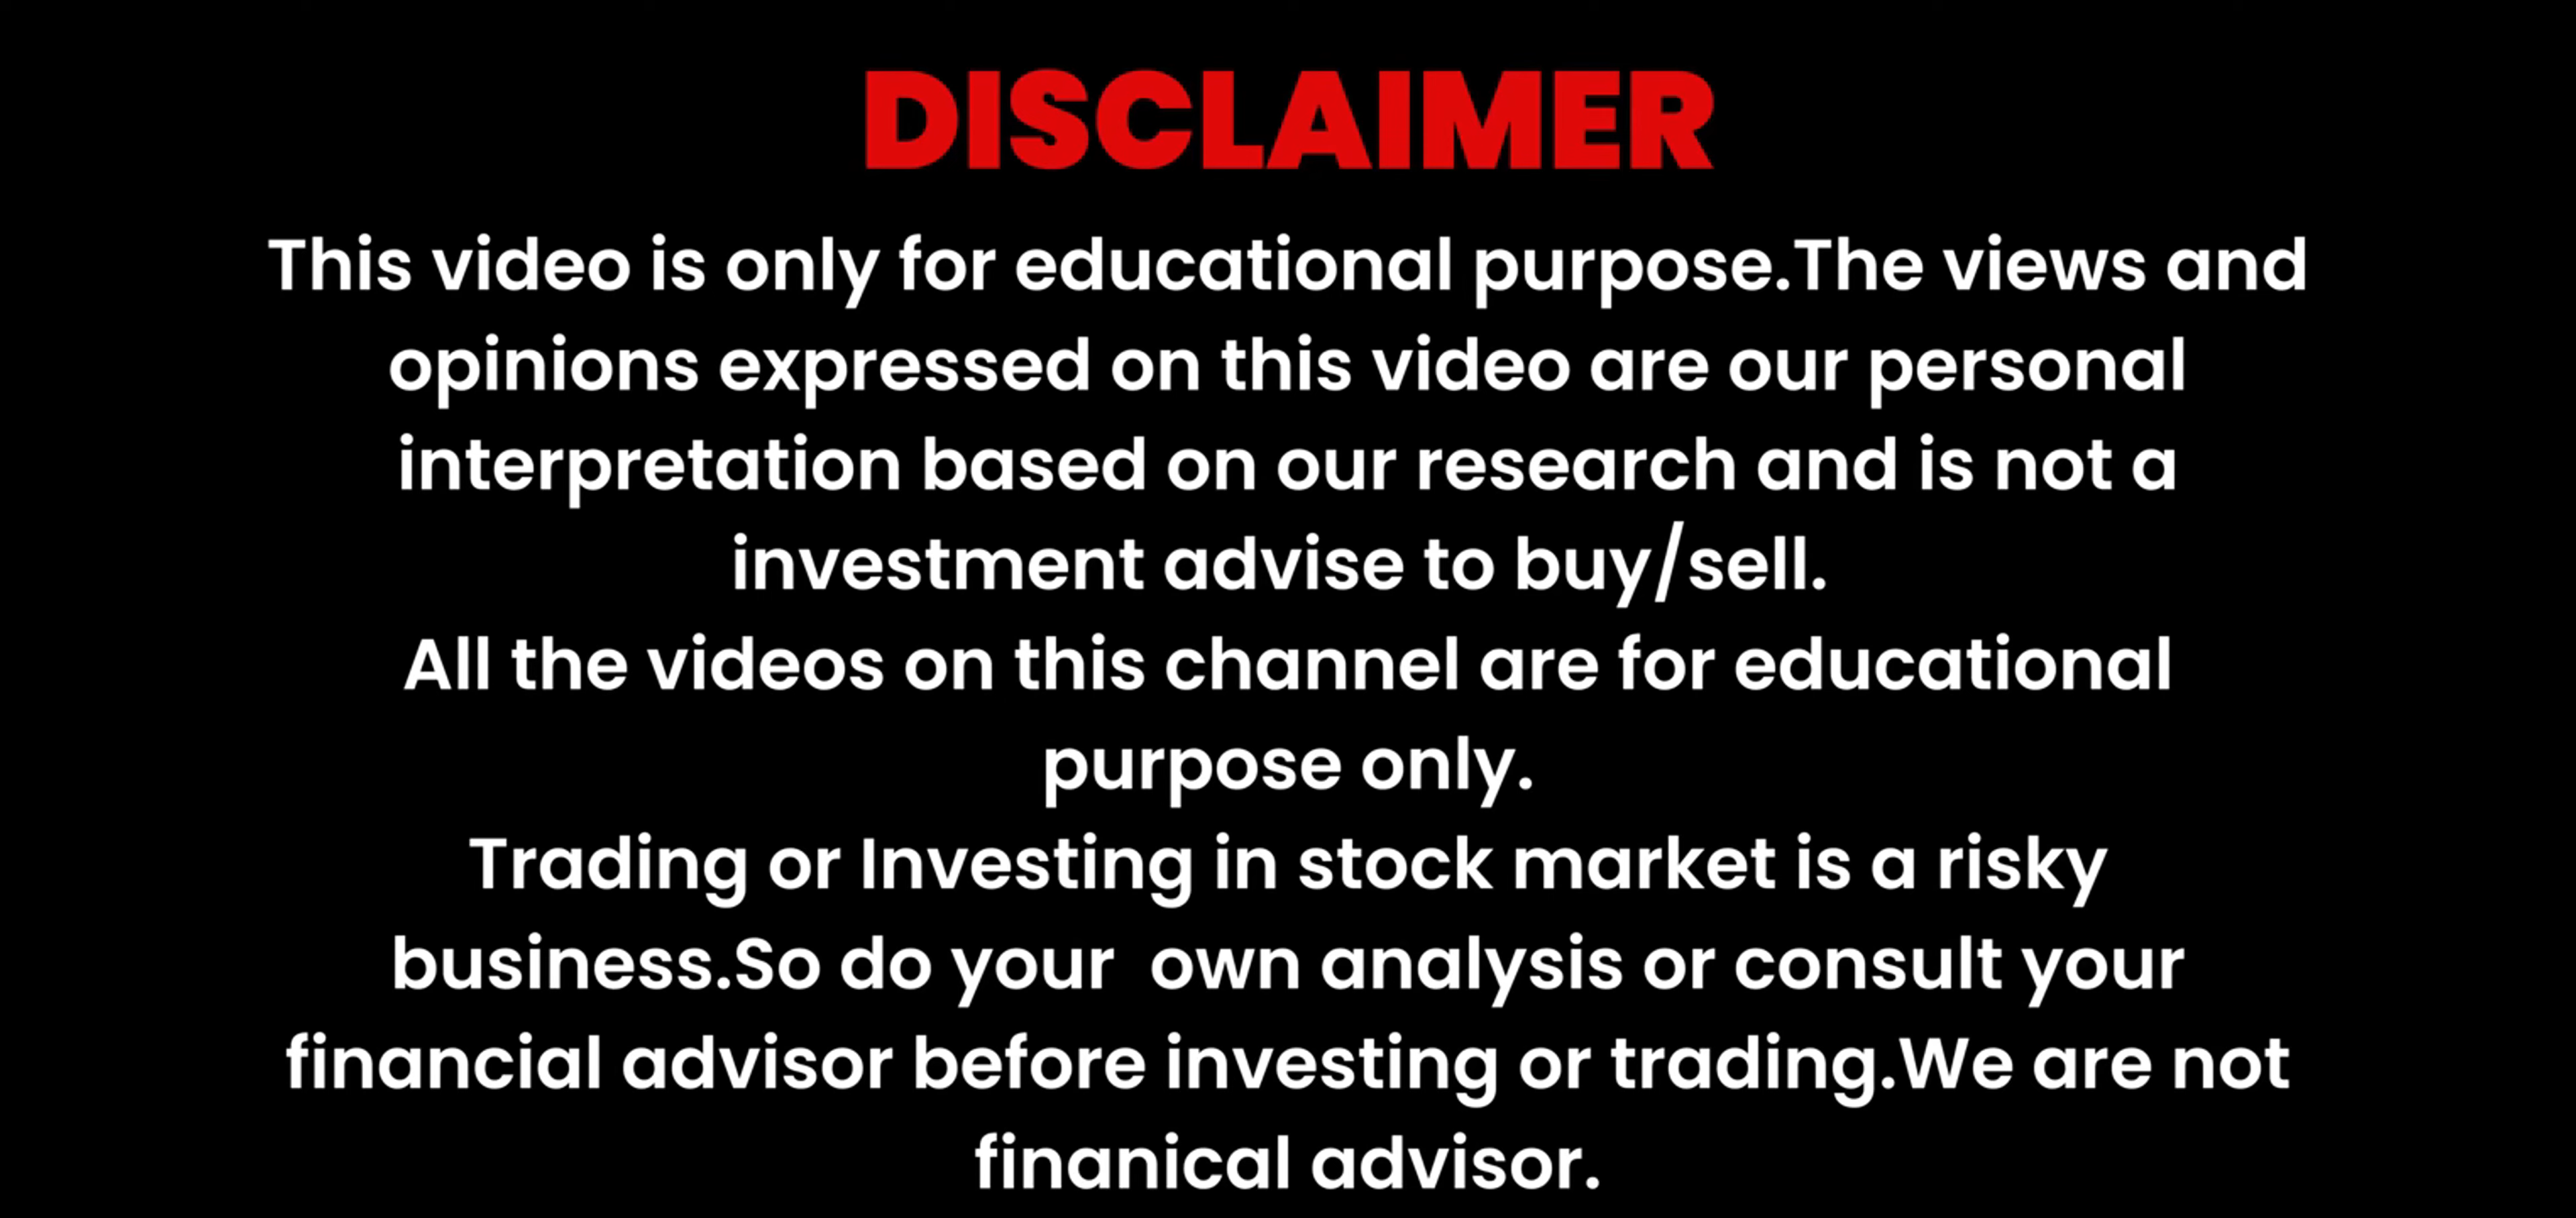 DISCLAIMER
This video is only for educational purpose.The views and
opinions expressed on this video are our personal
interpretation based on our research and is not a
investment advise to buy/sell.
All the videos on this channel are for educational
purpose only.
Trading or Investing in stock market is a risky
business.So do your  own analysis or consult your
financial advisor before investing or trading.We are not
finanical advisor.